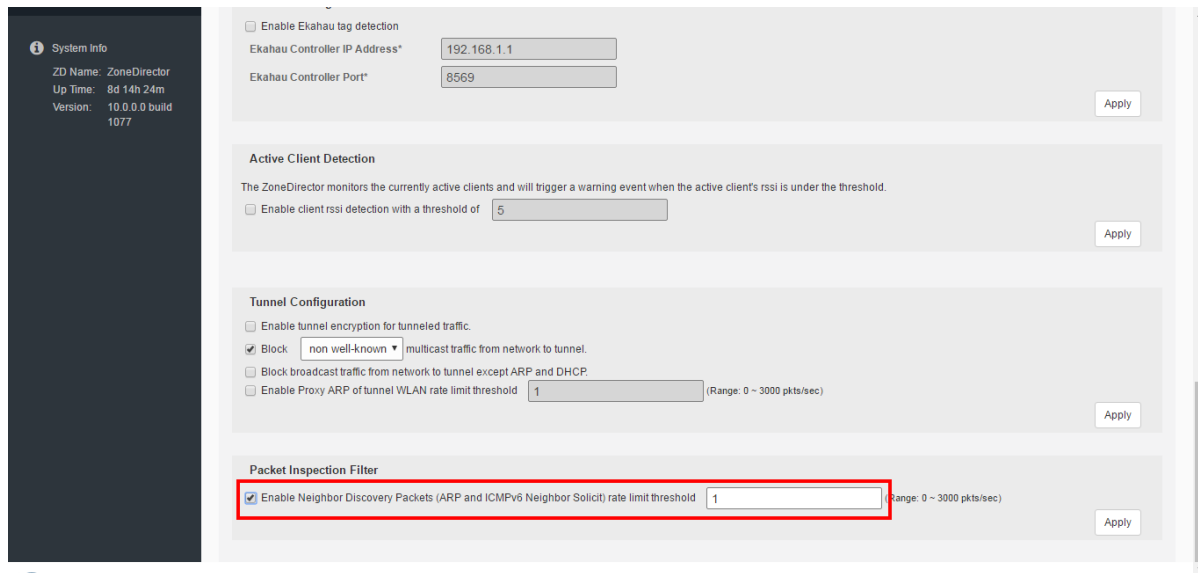 Enable Ekahau tag detection
System Info
Ekahau Controller IP Address* 192.168.1.1
ZD Name: ZoneDirector
Ekahau Controller Port* 8569
Up Time: 8d 14h 24m
Version: 10.0.0.0 build
1077
Apply
Active Client Detection
The ZoneDirector monitors the currently active clients and will trigger a warning event when the active client's rssi is under the threshold.
Enable client rssi detection with a threshold of 5
Apply
Tunnel Configuration
Enable tunnel encryption for tunneled traffic.
Block non well-known multicast traffic from network to tunnel.
Block broadcast traffic from network to tunnel except ARP and DHCP.
Enable Proxy ARP of tunnel WLAN rate limit threshold 1 (Range: 0 ~ 3000 pkts/sec)
Apply
Packet Inspection Filter
Enable Neighbor Discovery Packets (ARP and ICMPv6 Neighbor Solicit) rate limit threshold 1 (Range: 0 ~ 3000 pkts/sec)
Apply